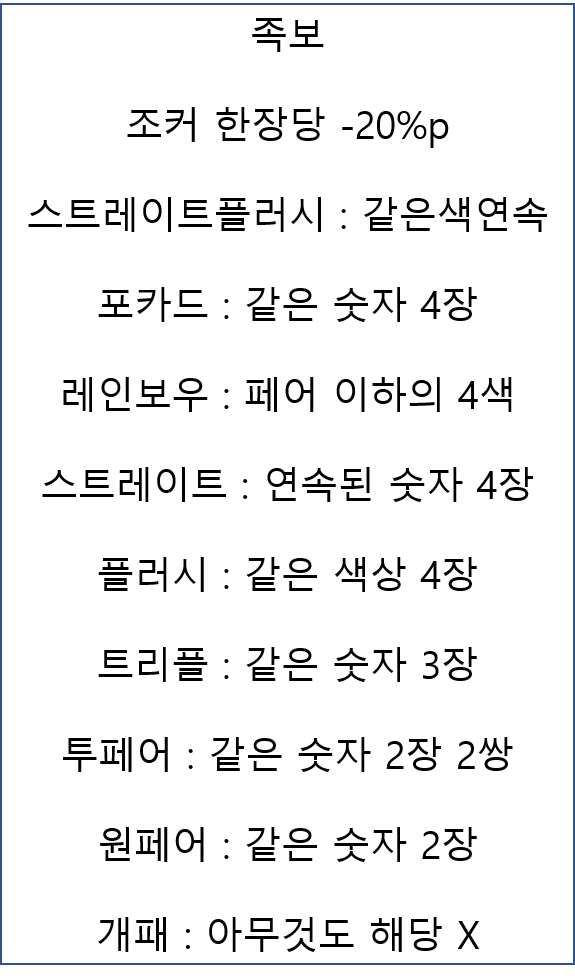 족보
조커 한장당 -20%p
스트레이트플러시 : 같은색연속
포카드 : 같은 숫자 4장
레인보우 : 페어 이하의 4색
스트레이트 : 연속된 숫자 4장
플러시 : 같은 색상 4장
트리플 : 같은 숫자 3장
투페어 : 같은 숫자 2장 2쌍
원페어 : 같은 숫자 2장
개패 : 아무것도 해당 X